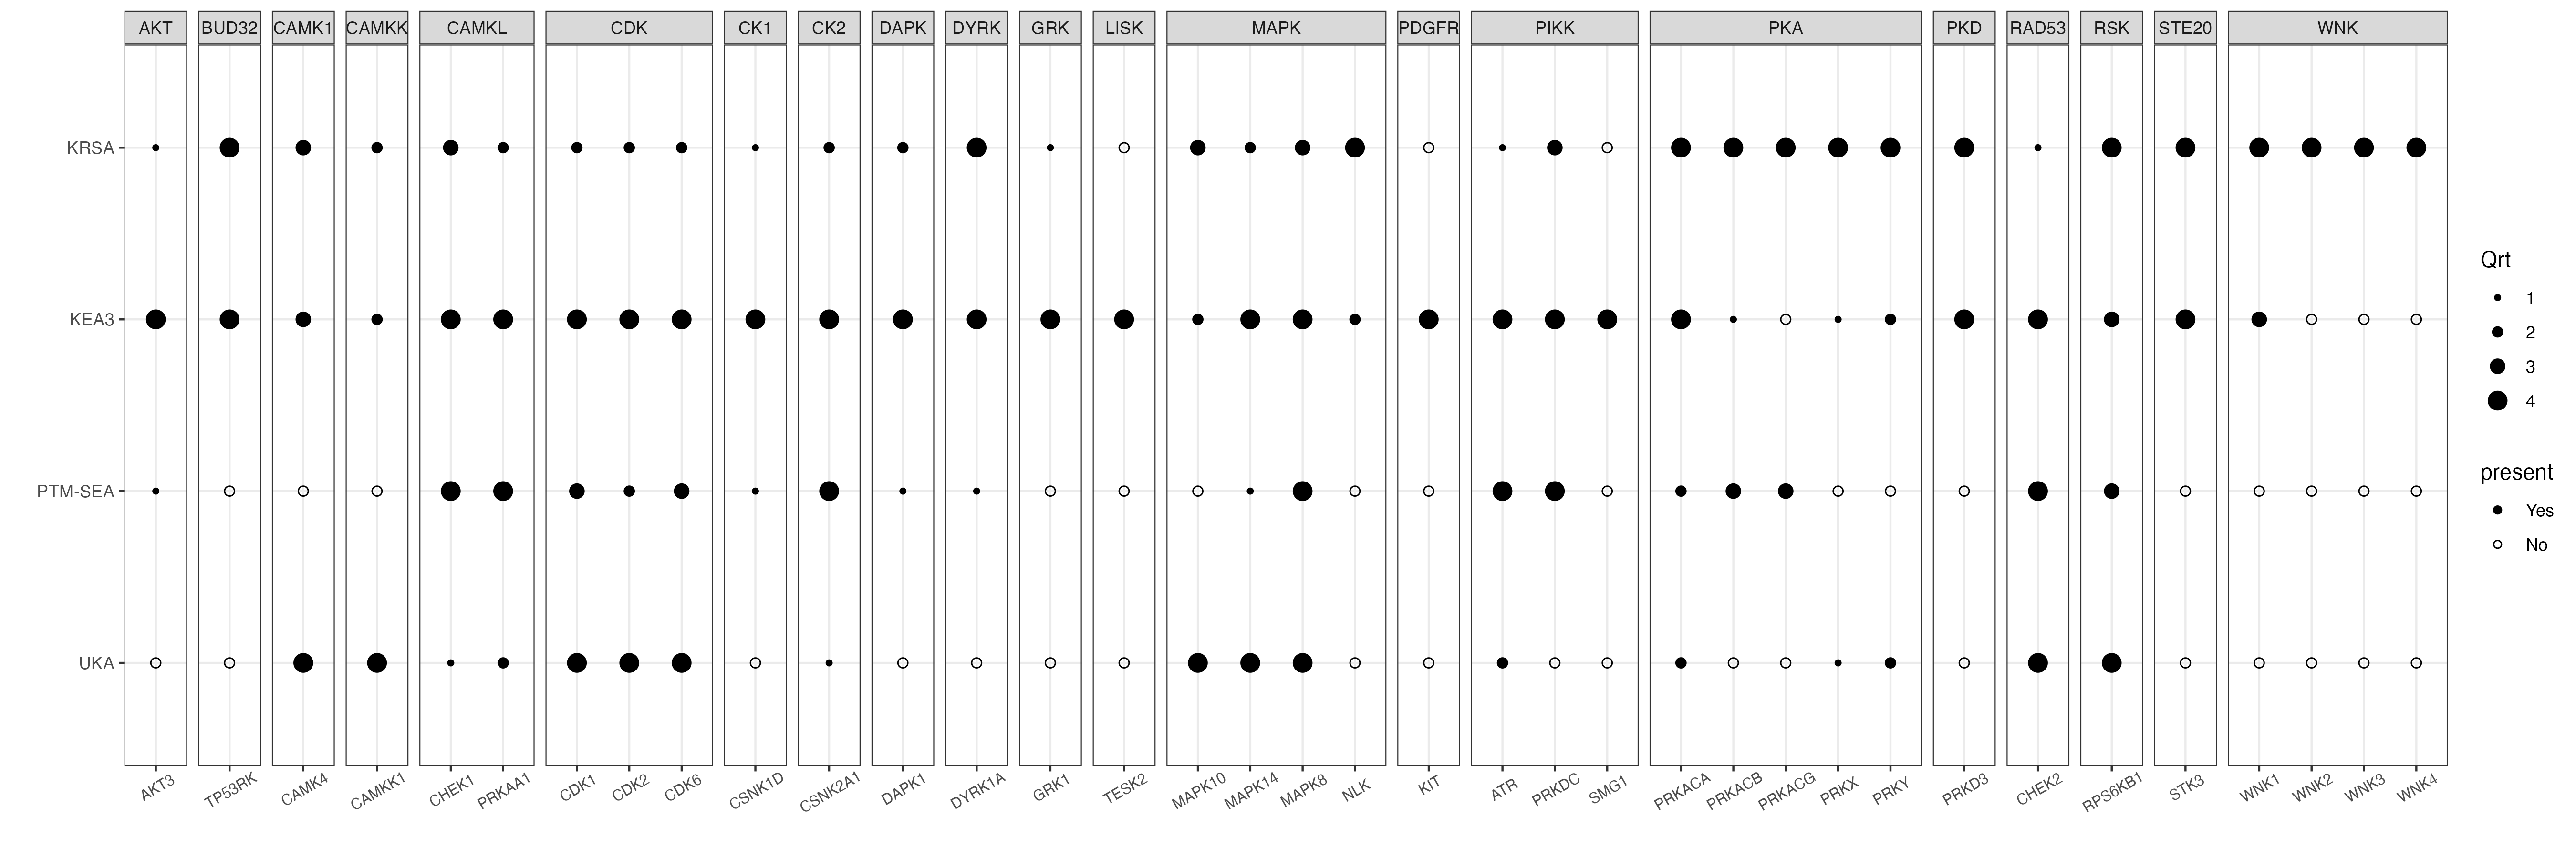 AKT BUD32 CAMK1 CAMKK CAMKL CDK CK1 CK2 DAPK DYRK GRK LISK MAPK PDGFR PIKK PKA PKD RAD53 RSK STE20 WNK
KRSA
KEA3
PTM-SEA
UKA
AKT3 TP53RK CAMK4 CAMKK1 CHEK1 PRKAA1 CDK1 CDK2 CDK6 CSNK1D CSNK2A1 DAPK1 DYRK1A GRK1 TESK2 MAPK10 MAPK14 MAPK8 NLK KIT ATR PRKDC SMG1 PRKACA PRKACB PRKACG PRKX PRKY PRKD3 CHEK2 RPS6KB1 STK3 WNK1 WNK2 WNK3 WNK4
Qrt
1
2
3
4
present
Yes
No